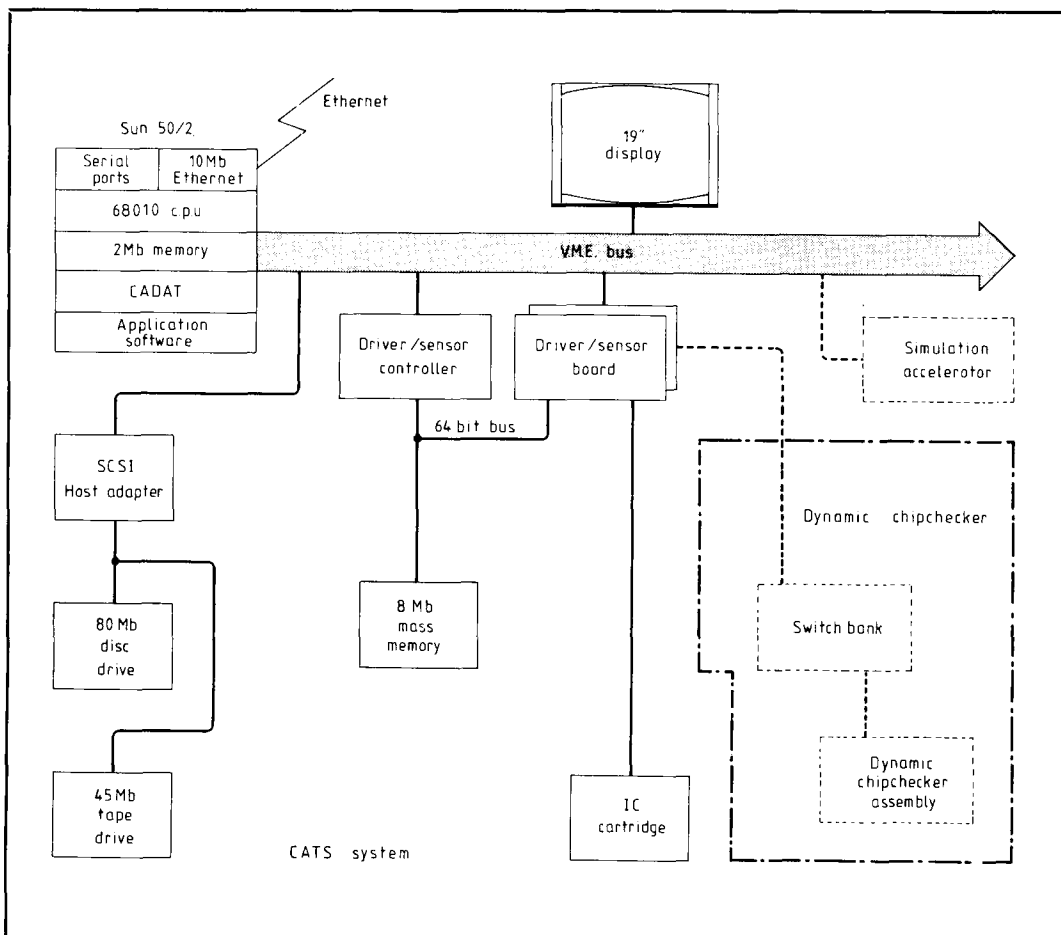 Ethernet
Sun 50/2
Serial
ports
10Mb
Ethernet
68010 c.p.u
2Mb memory
CADAT
Application
software
19"
display
V.M.E. bus
Driver/sensor
controller
Driver/sensor
board
Simulation
accelerator
64 bit bus
SCSI
Host adapter
Dynamic chipchecker
80Mb
disc
drive
8 Mb
mass
memory
Switch bank
45Mb
tape
drive
IC
cartridge
Dynamic
chipchecker
assembly
CATS system